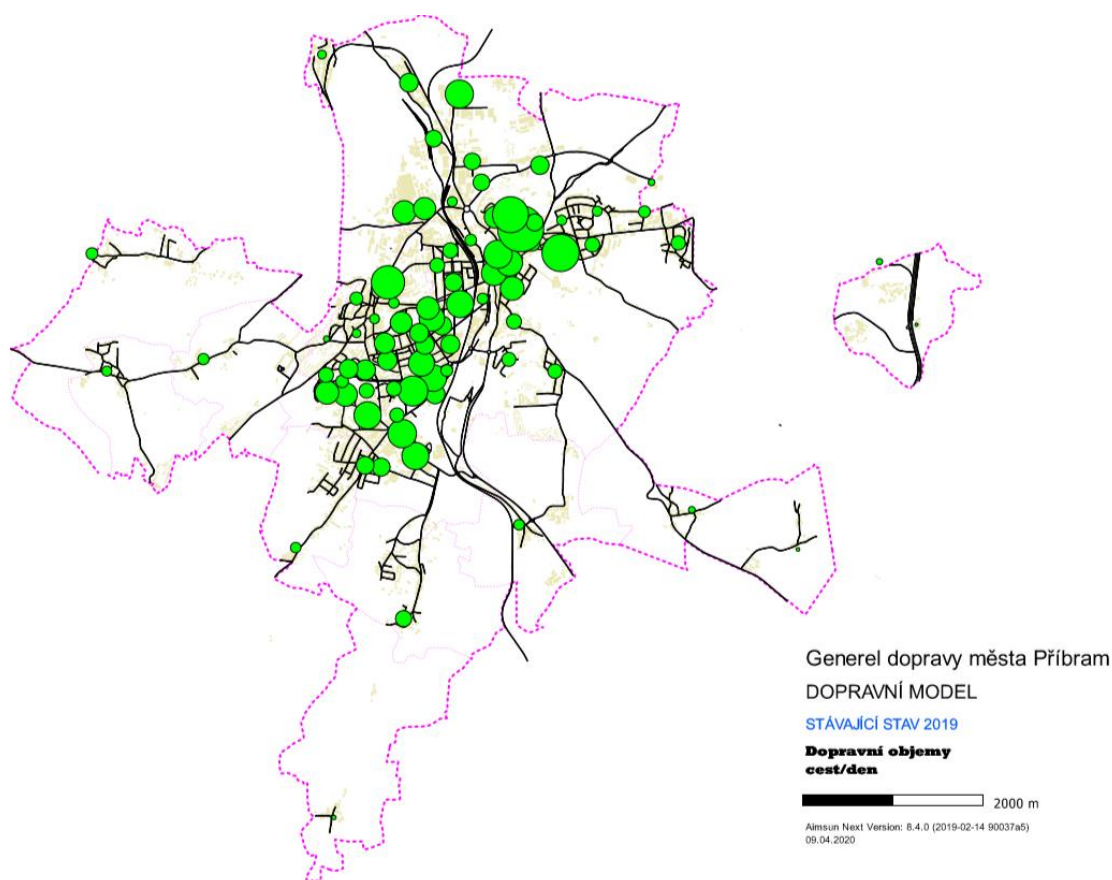 Generel dopravy města Příbram
DOPRAVNÍ MODEL
STÁVAJÍCÍ STAV 2019
Dopravní objemy
cest/den
2000 m
Aimsun Next Version: 8.4.0 (2019-02-14 90037a5)
09.04.2020